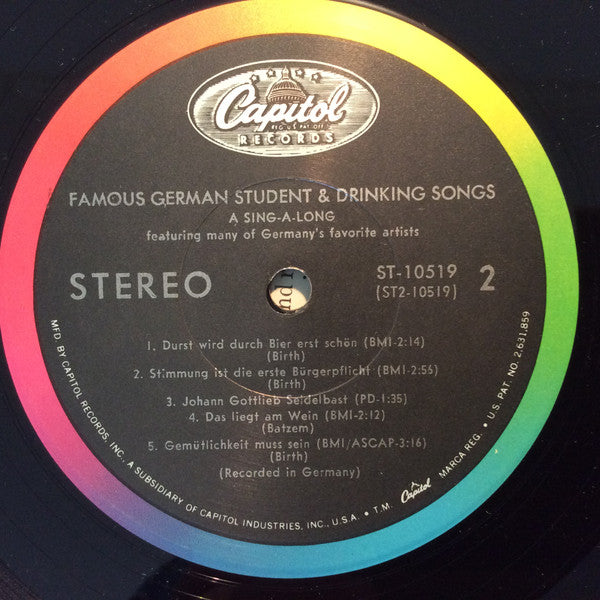 Capitol
REG. U.S. PAT. OFF.
RECORDS
FAMOUS GERMAN STUDENT & DRINKING SONGS
A SING-A-LONG
featuring many of Germany's favorite artists
STEREO
ST-10519
(ST2-10519)
2
1. Durst wird durch Bier erst schön (BMI-2:14)
(Birth)
2. Stimmung ist die erste Bürgerpflicht (BMI-2:56)
(Birth)
3. Johann Gottlieb Seidelbast (PD-1:35)
4. Das liegt am Wein (BMI-2:12)
(Batzem)
5. Gemütlichkeit muss sein (BMI/ASCAP-3:16)
(Birth)
(Recorded in Germany)
MFD. BY CAPITOL RECORDS, INC., A SUBSIDIARY OF CAPITOL INDUSTRIES, INC., U.S.A. • T.M. Capitol MARCA REG. • U.S. PAT. NO. 2,631,859